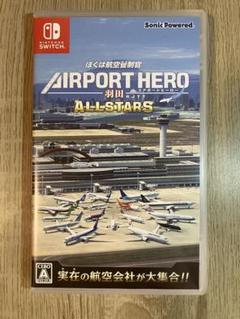 NINTENDO
SWITCH
Sonic Powered
ぼくは航空管制官
AIRPORT HERO
羽田
エアポートヒーロー
ALLSTARS
CERO
A
実在の航空会社が大集合!!